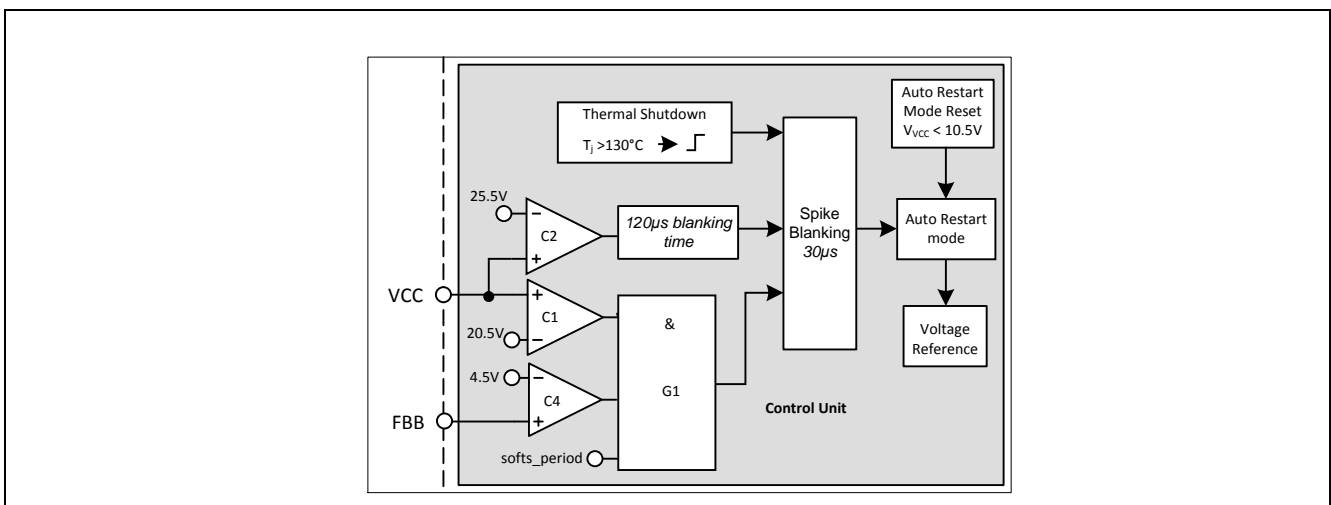 Auto Restart
Mode Reset
VVCC < 10.5V
Thermal Shutdown
Tj >130°C
25.5V
−
C2
+
120µs blanking
time
Spike
Blanking
30µs
Auto Restart
mode
VCC
+
C1
20.5V
−
&
G1
Voltage
Reference
4.5V
−
C4
+
FBB
Control Unit
softs_period